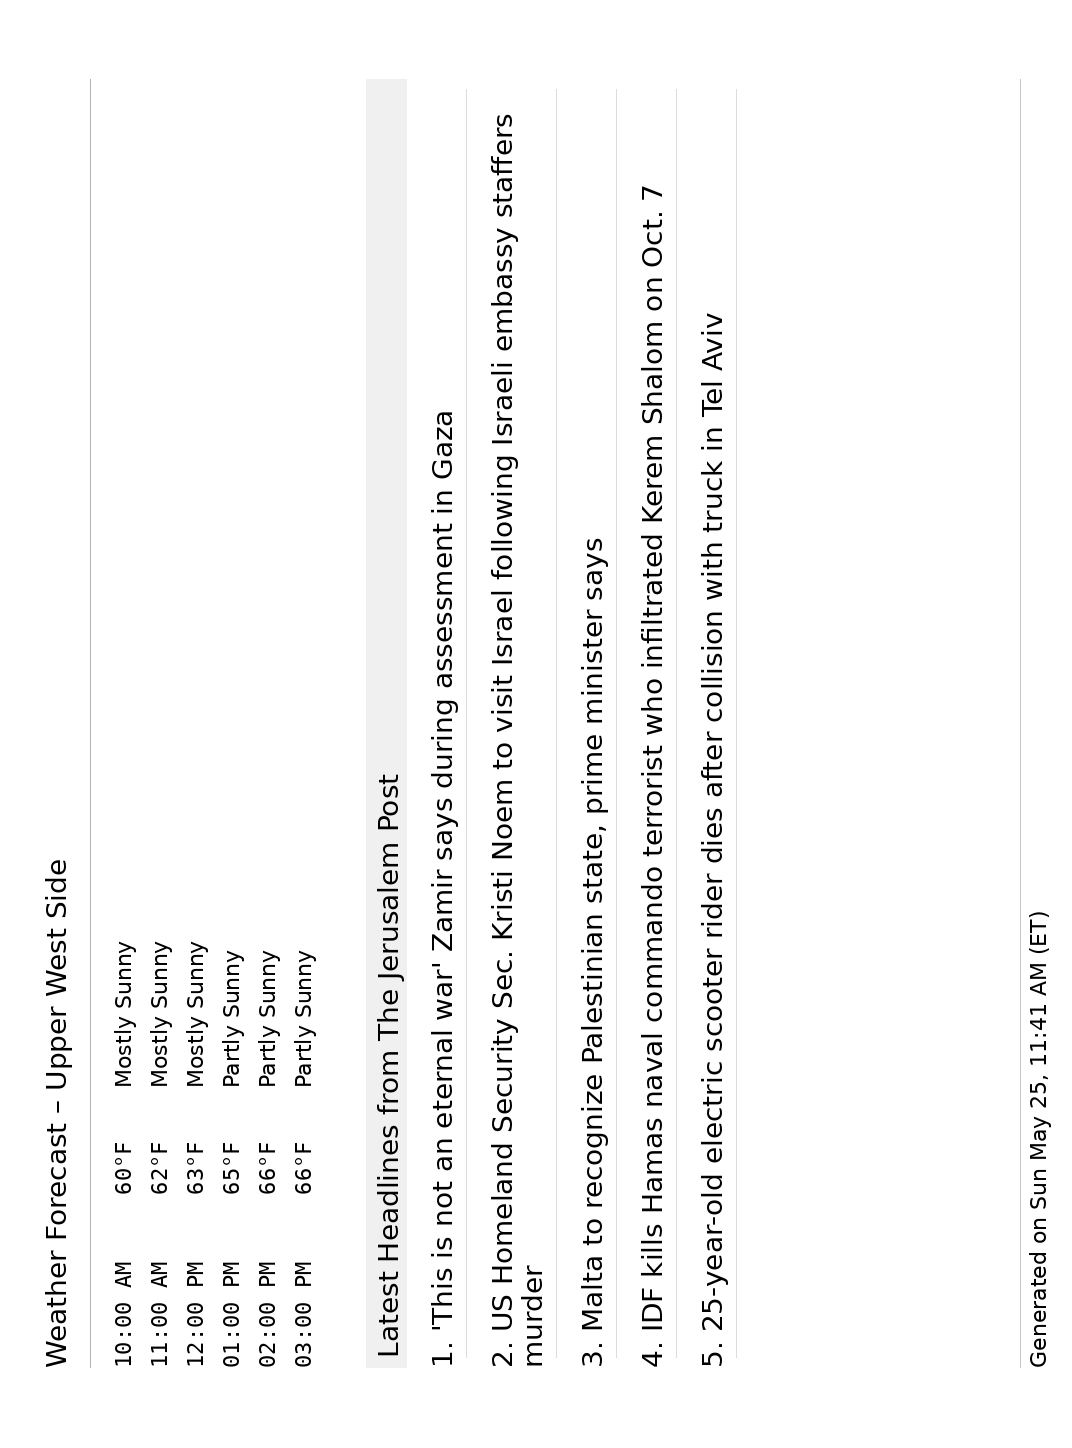 Weather Forecast – Upper West Side
10:00 AM 60°F Mostly Sunny
11:00 AM 62°F Mostly Sunny
12:00 PM 63°F Mostly Sunny
01:00 PM 65°F Partly Sunny
02:00 PM 66°F Partly Sunny
03:00 PM 66°F Partly Sunny
Latest Headlines from The Jerusalem Post
1. 'This is not an eternal war' Zamir says during assessment in Gaza
2. US Homeland Security Sec. Kristi Noem to visit Israel following Israeli embassy staffers
murder
3. Malta to recognize Palestinian state, prime minister says
4. IDF kills Hamas naval commando terrorist who infiltrated Kerem Shalom on Oct. 7
5. 25-year-old electric scooter rider dies after collision with truck in Tel Aviv
Generated on Sun May 25, 11:41 AM (ET)